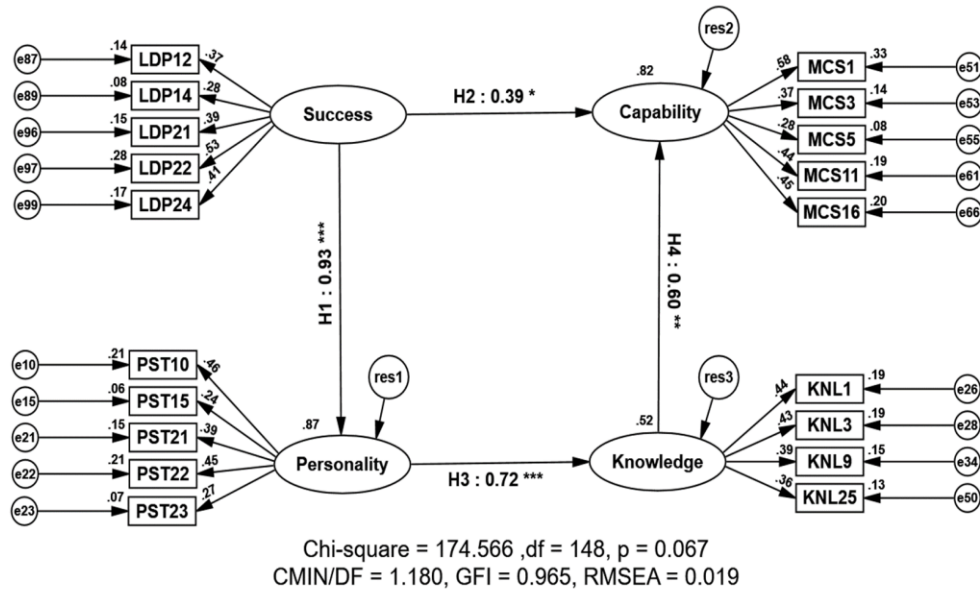 res2
e87 .14 LDP12 .37
e89 .08 LDP14 .28
e96 .15 LDP21 .39
e97 .28 LDP22 .53
e99 .17 LDP24 .41
Success
H2 : 0.39 *
.82
Capability
.58 MCS1 .33 e51
.37 MCS3 .14 e53
.28 MCS5 .08 e55
.44 MCS11 .19 e61
.45 MCS16 .20 e66
H1 : 0.93 ***
H4 : 0.60 **
e10 .21 PST10 .46
e15 .06 PST15 .24
e21 .15 PST21 .39
e22 .21 PST22 .45
e23 .07 PST23 .27
res1
.87
Personality
H3 : 0.72 ***
res3
.52
Knowledge
.44 KNL1 .19 e26
.43 KNL3 .19 e28
.39 KNL9 .15 e34
.36 KNL25 .13 e50
Chi-square = 174.566 ,df = 148, p = 0.067
CMIN/DF = 1.180, GFI = 0.965, RMSEA = 0.019